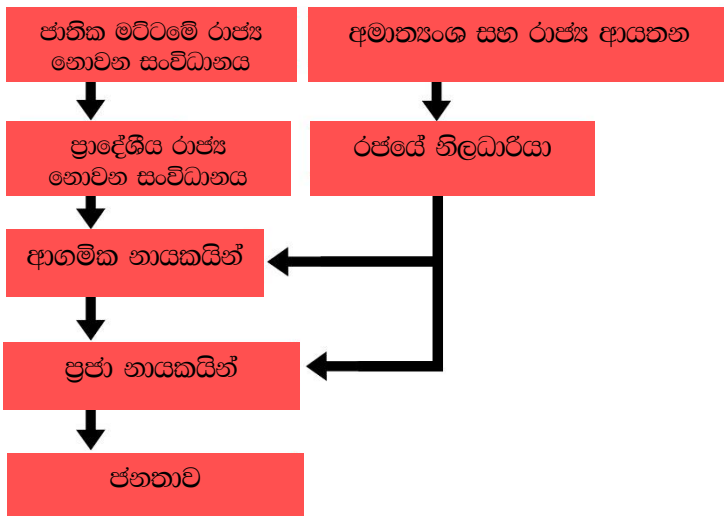 ජාතික මට්ටමේ රාජ්‍ය
නොවන සංවිධානය
අමාත්‍යංශ සහ රාජ්‍ය ආයතන
ප්‍රාදේශීය රාජ්‍ය
නොවන සංවිධානය
රජයේ නිලධාරියා
ආගමික නායකයින්
ප්‍රජා නායකයින්
ජනතාව